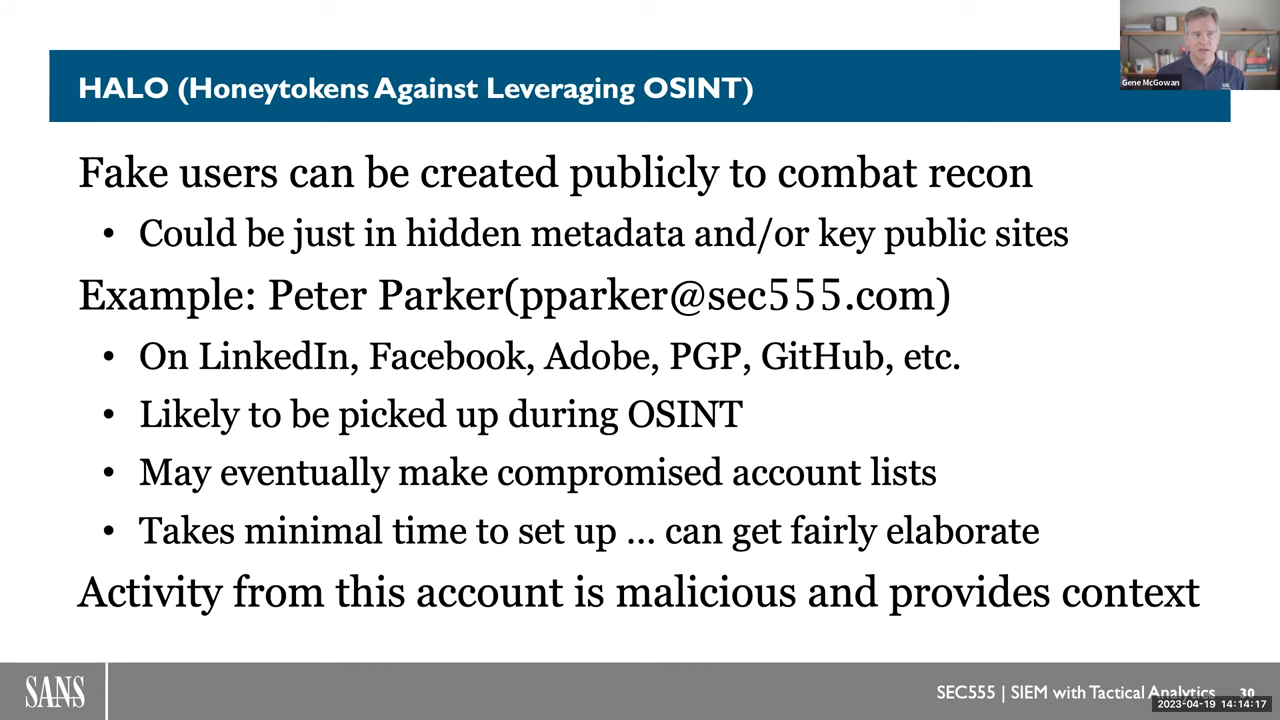 HALO (Honeytokens Against Leveraging OSINT)
Gene McGowan
Fake users can be created publicly to combat recon
• Could be just in hidden metadata and/or key public sites
Example: Peter Parker(pparker@sec555.com)
• On LinkedIn, Facebook, Adobe, PGP, GitHub, etc.
• Likely to be picked up during OSINT
• May eventually make compromised account lists
• Takes minimal time to set up ... can get fairly elaborate
Activity from this account is malicious and provides context
SANS
SEC555 | SIEM with Tactical Analytics 30
2023-04-19 14:14:17